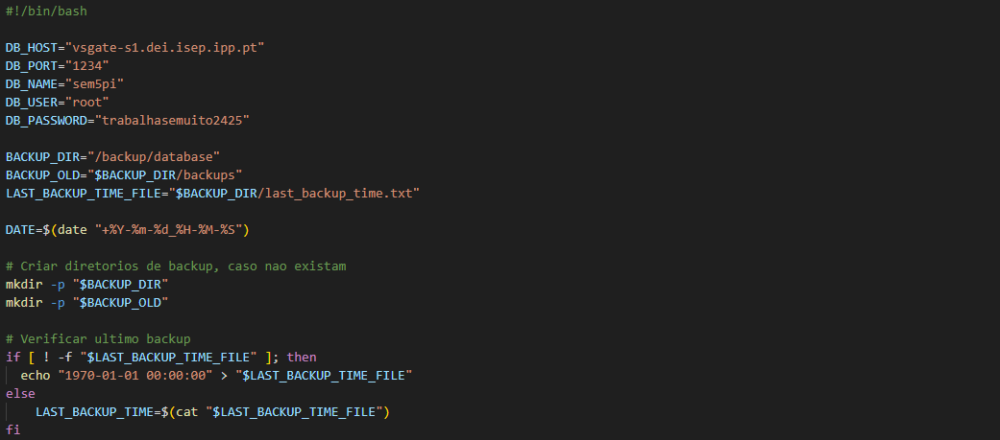 #!/bin/bash
DB_HOST="vsgate-s1.dei.isep.ipp.pt"
DB_PORT="1234"
DB_NAME="sem5pi"
DB_USER="root"
DB_PASSWORD="trabalhasemuito2425"
BACKUP_DIR="/backup/database"
BACKUP_OLD="$BACKUP_DIR/backups"
LAST_BACKUP_TIME_FILE="$BACKUP_DIR/last_backup_time.txt"
DATE=$(date "+%Y-%m-%d_%H-%M-%S")
# Criar diretorios de backup, caso nao existam
mkdir -p "$BACKUP_DIR"
mkdir -p "$BACKUP_OLD"
# Verificar ultimo backup
if [ ! -f "$LAST_BACKUP_TIME_FILE" ]; then
  echo "1970-01-01 00:00:00" > "$LAST_BACKUP_TIME_FILE"
else
    LAST_BACKUP_TIME=$(cat "$LAST_BACKUP_TIME_FILE")
fi